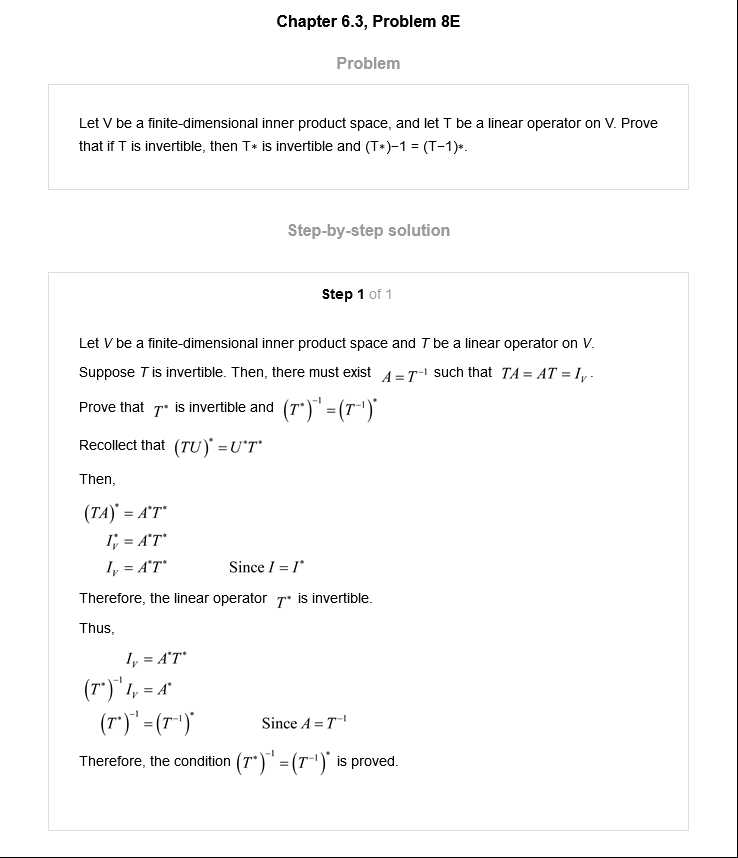 Chapter 6.3, Problem 8E
Problem
Let V be a finite-dimensional inner product space, and let T be a linear operator on V. Prove
that if T is invertible, then T* is invertible and (T*)−1 = (T−1)*.
Step-by-step solution
Step 1 of 1
Let V be a finite-dimensional inner product space and T be a linear operator on V.
Suppose T is invertible. Then, there must exist A = T⁻¹ such that TA = AT = I_V.
Prove that T* is invertible and (T*)⁻¹ = (T⁻¹)*
Recollect that (TU)* = U*T*
Then,
(TA)* = A*T*
I_V* = A*T*
I_V = A*T* Since I = I*
Therefore, the linear operator T* is invertible.
Thus,
I_V = A*T*
(T*)⁻¹ I_V = A*
(T*)⁻¹ = (T⁻¹)* Since A = T⁻¹
Therefore, the condition (T*)⁻¹ = (T⁻¹)* is proved.